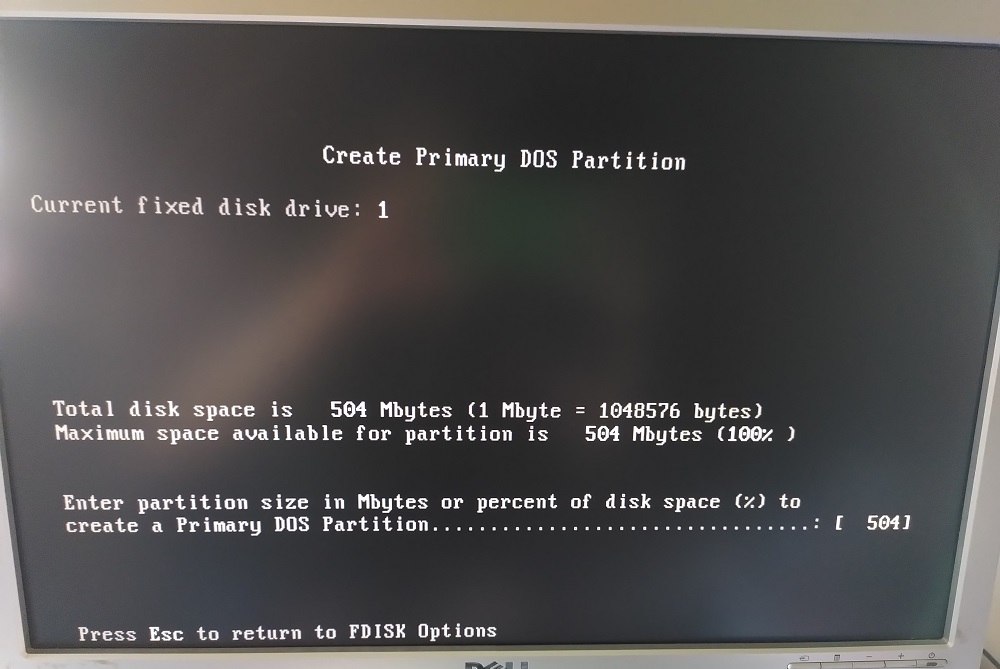 Create Primary DOS Partition
Current fixed disk drive: 1
Total disk space is 504 Mbytes (1 Mbyte = 1048576 bytes)
Maximum space available for partition is 504 Mbytes (100% )
Enter partition size in Mbytes or percent of disk space (%) to
create a Primary DOS Partition................................: [ 504]
Press Esc to return to FDISK Options
DELL